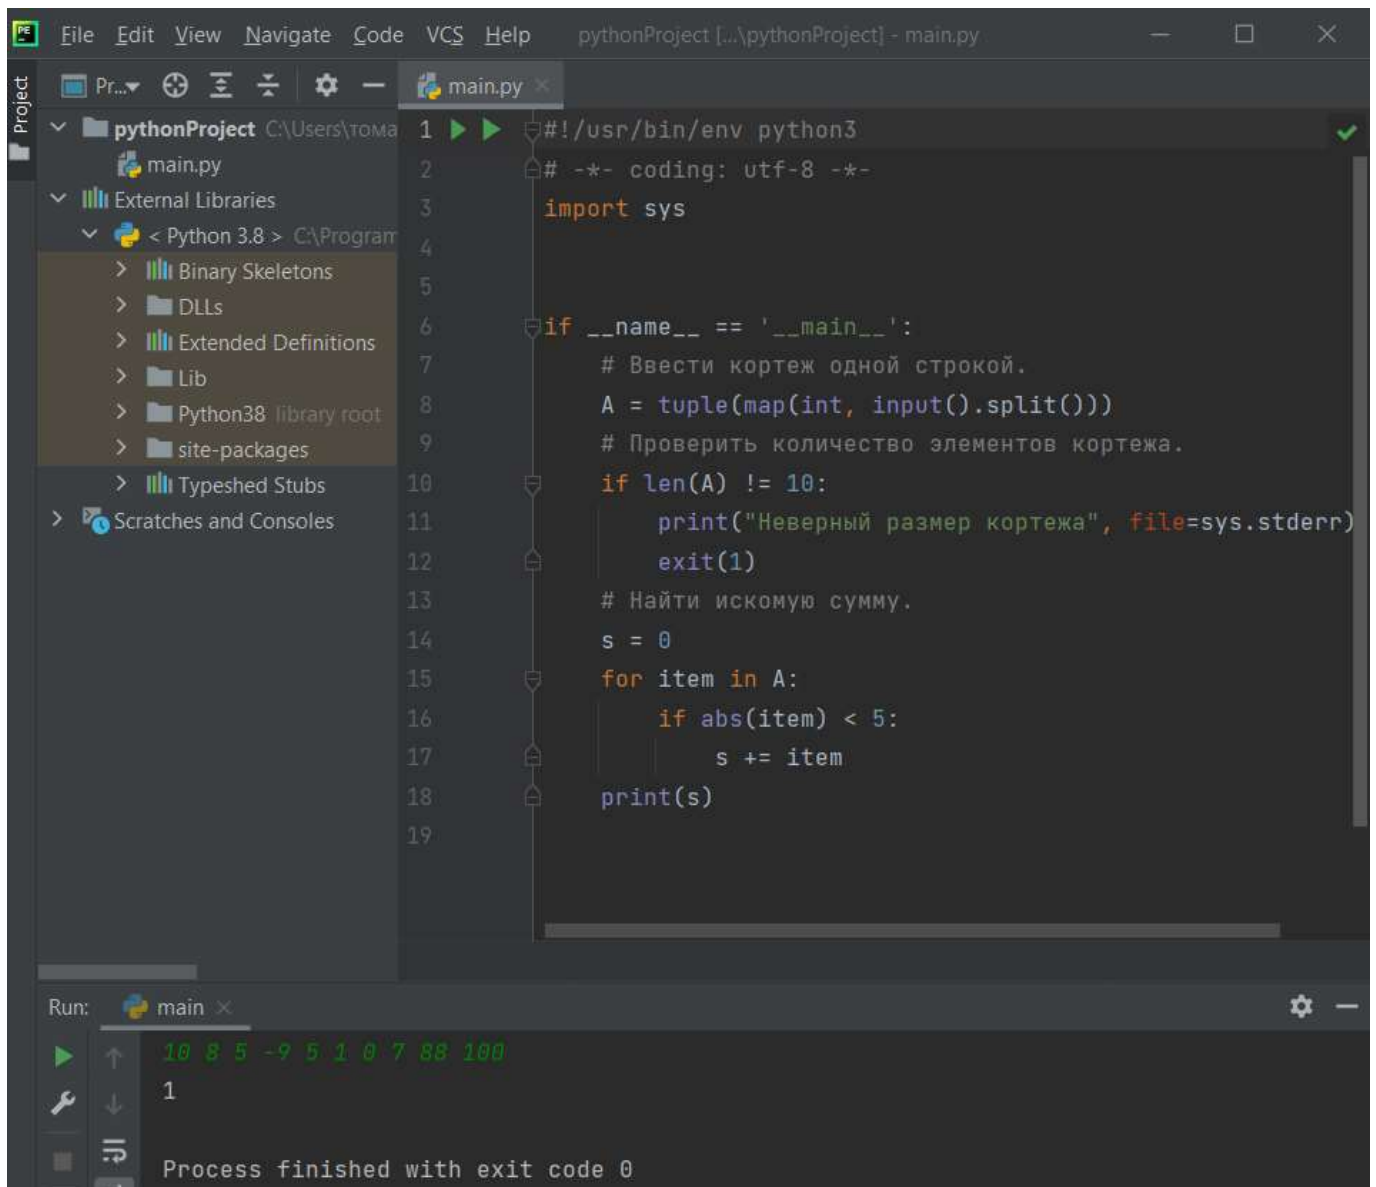 PE File Edit View Navigate Code VCS Help pythonProject [...\pythonProject] - main.py
Project
Pr... main.py
pythonProject C:\Users\тома
main.py
External Libraries
< Python 3.8 > C:\Program
Binary Skeletons
DLLs
Extended Definitions
Lib
Python38 library root
site-packages
Typeshed Stubs
Scratches and Consoles
1 #!/usr/bin/env python3
2 # -*- coding: utf-8 -*-
3 import sys
4
5
6 if __name__ == '__main__':
7     # Ввести кортеж одной строкой.
8     A = tuple(map(int, input().split()))
9     # Проверить количество элементов кортежа.
10     if len(A) != 10:
11         print("Неверный размер кортежа", file=sys.stderr)
12         exit(1)
13     # Найти искомую сумму.
14     s = 0
15     for item in A:
16         if abs(item) < 5:
17             s += item
18     print(s)
19
Run: main
10 8 5 -9 5 1 0 7 88 100
1
Process finished with exit code 0